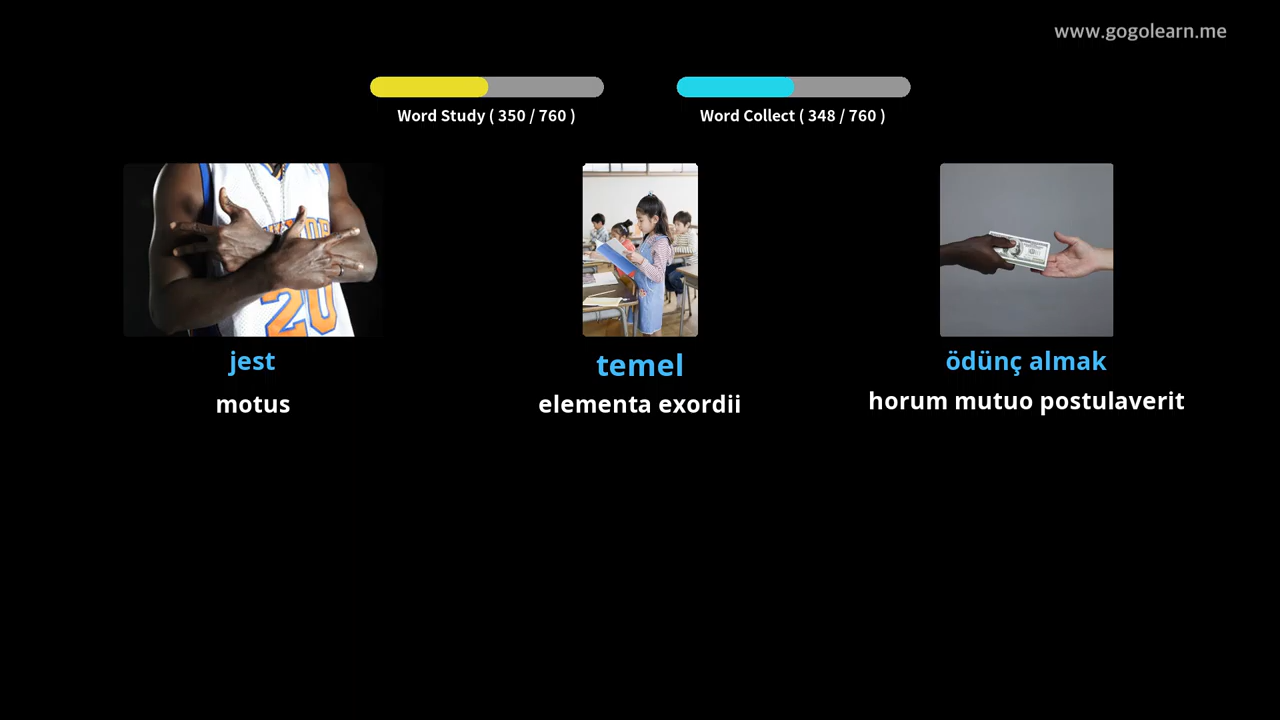 www.gogolearn.me
Word Study ( 350 / 760 )
Word Collect ( 348 / 760 )
20
jest
temel
ödünç almak
motus
elementa exordii
horum mutuo postulaverit